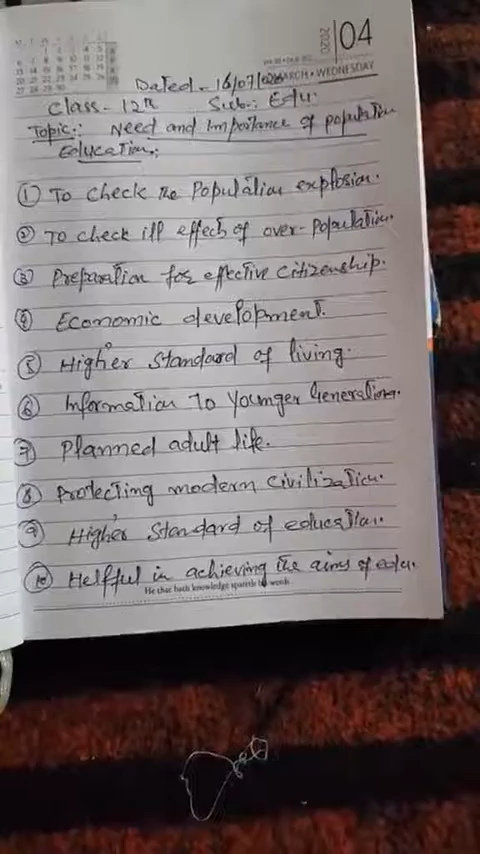 2020 | 04
MARCH • WEDNESDAY
Dated - 16/07/2020
Class - 12th Sub.: Edu.
Topic:: Need and Importance of population
Education:
① To check the Population explosion.
② To check ill effects of over-Population.
③ Preparation for effective citizenship.
④ Economic development.
⑤ Higher Standard of living.
⑥ Information To Younger Generation.
⑦ Planned adult life.
⑧ Protecting modern Civilization.
⑨ Higher Standard of education.
⑩ Helpful in achieving the aims of edu.
He that hath knowledge spareth his words